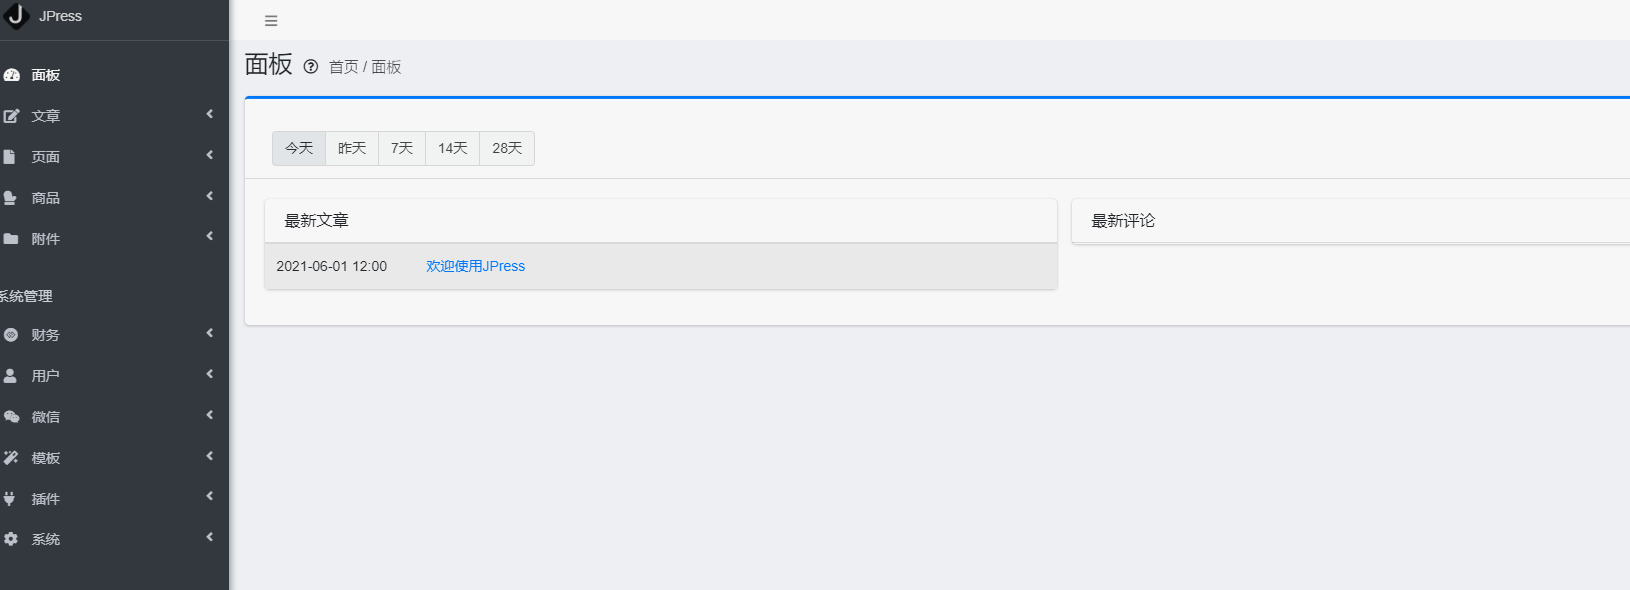 JPress
面板
文章
页面
商品
附件
系统管理
财务
用户
微信
模板
插件
系统
面板 首页 / 面板
今天 昨天 7天 14天 28天
最新文章
2021-06-01 12:00 欢迎使用JPress
最新评论